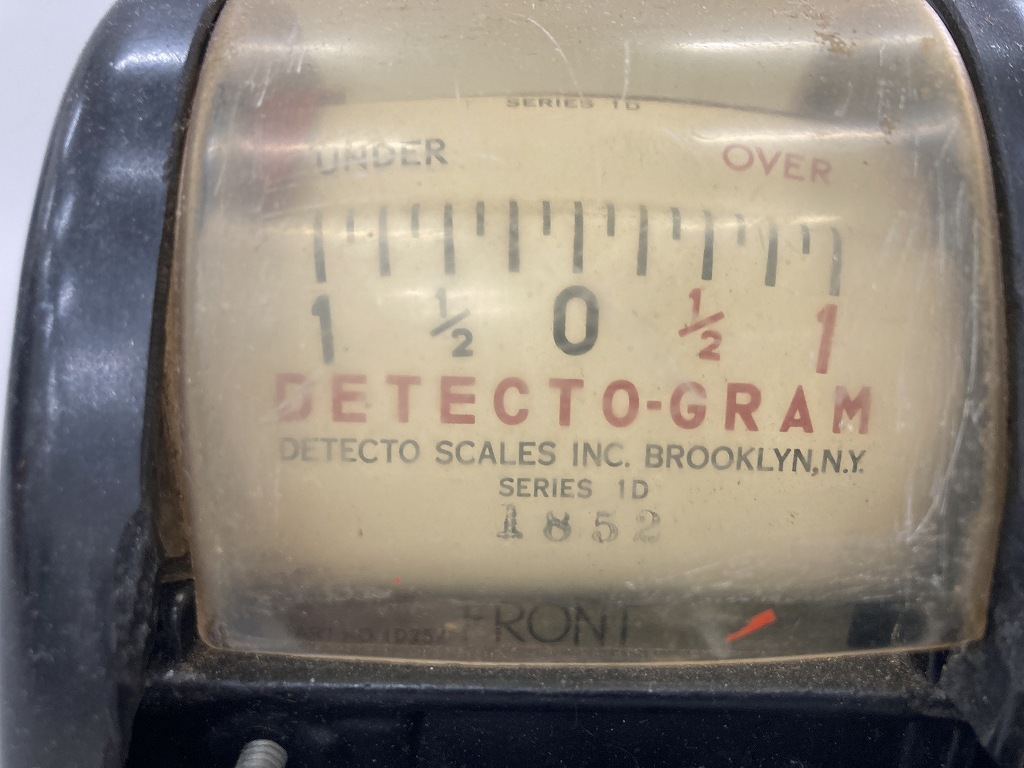 SERIES 1D
UNDER OVER
1 ½ 0 ½ 1
DETECTO-GRAM
DETECTO SCALES INC. BROOKLYN, N.Y.
SERIES 1D
1852
FRONT